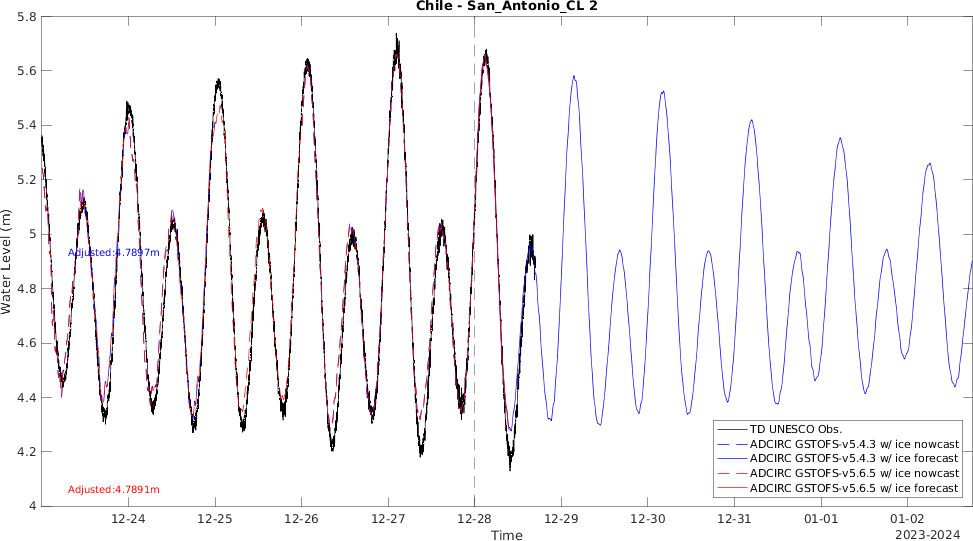 Chile - San_Antonio_CL 2
5.8
5.6
5.4
5.2
5
4.8
4.6
4.4
4.2
4
Water Level (m)
Adjusted:4.7897m
Adjusted:4.7891m
TD UNESCO Obs.
ADCIRC GSTOFS-v5.4.3 w/ ice nowcast
ADCIRC GSTOFS-v5.4.3 w/ ice forecast
ADCIRC GSTOFS-v5.6.5 w/ ice nowcast
ADCIRC GSTOFS-v5.6.5 w/ ice forecast
12-24 12-25 12-26 12-27 12-28 12-29 12-30 12-31 01-01 01-02
Time
2023-2024